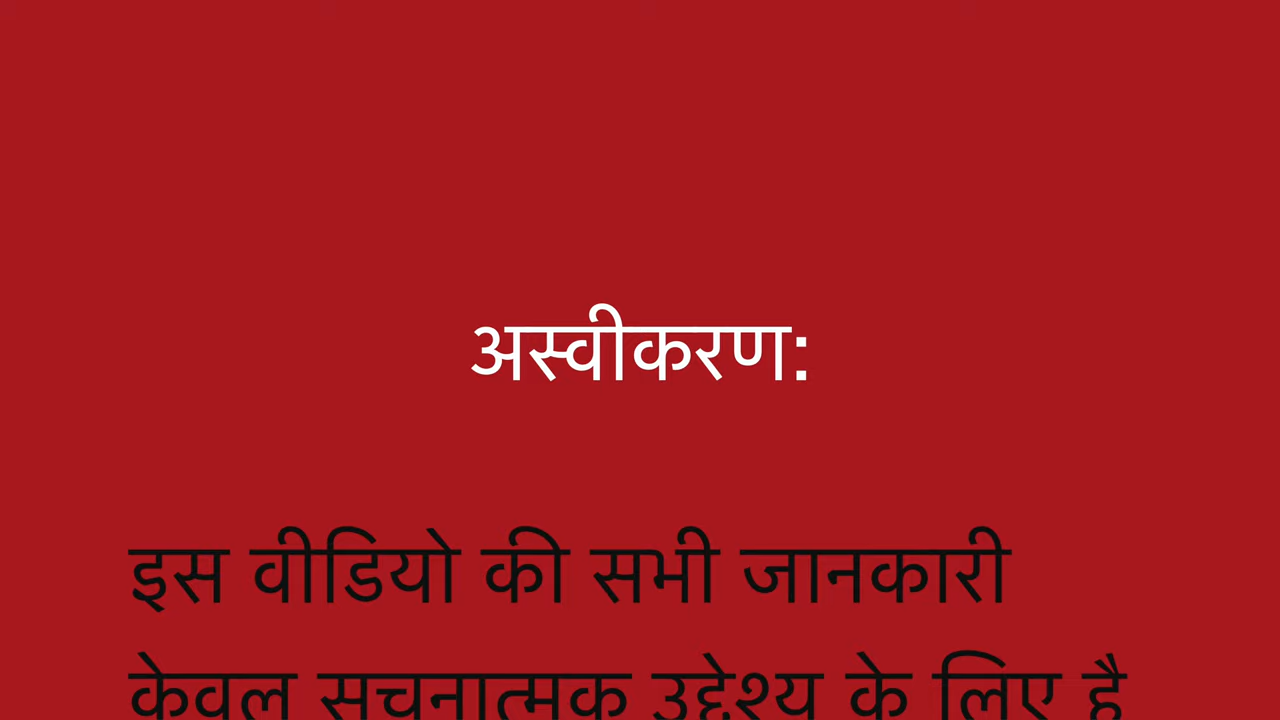 अस्वीकरण:
इस वीडियो की सभी जानकारी
केवल सूचनात्मक उद्देश्य के लिए है